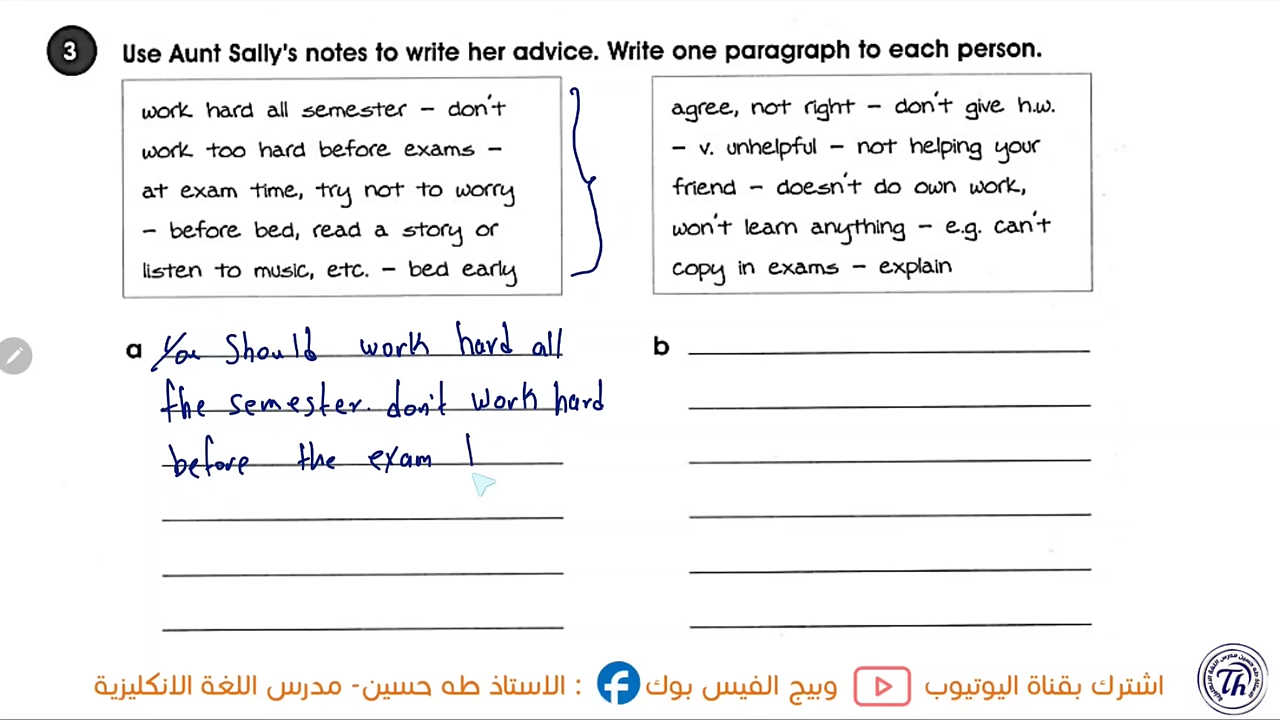 3 Use Aunt Sally's notes to write her advice. Write one paragraph to each person.
work hard all semester – don't
work too hard before exams –
at exam time, try not to worry
– before bed, read a story or
listen to music, etc. – bed early
agree, not right – don't give h.w.
– v. unhelpful – not helping your
friend – doesn't do own work,
won't learn anything – e.g. can't
copy in exams – explain
a You should work hard all
the semester. don't work hard
before the exam
b
اشترك بقناة اليوتيوب وبيج الفيس بوك : الاستاذ طه حسين- مدرس اللغة الانكليزية
Th